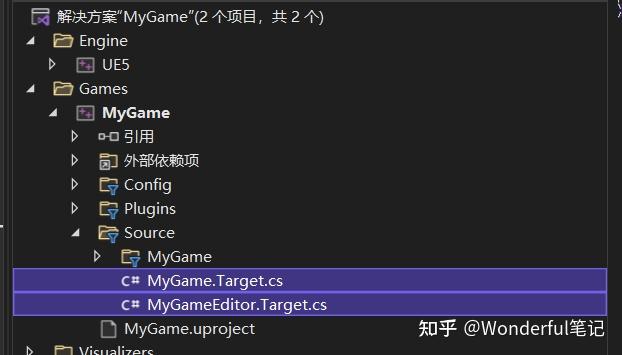 解决方案“MyGame”(2 个项目，共 2 个)
Engine
UE5
Games
MyGame
引用
外部依赖项
Config
Plugins
Source
MyGame
C# MyGame.Target.cs
C# MyGameEditor.Target.cs
MyGame.uproject
Visualizers
知乎 @Wonderful笔记